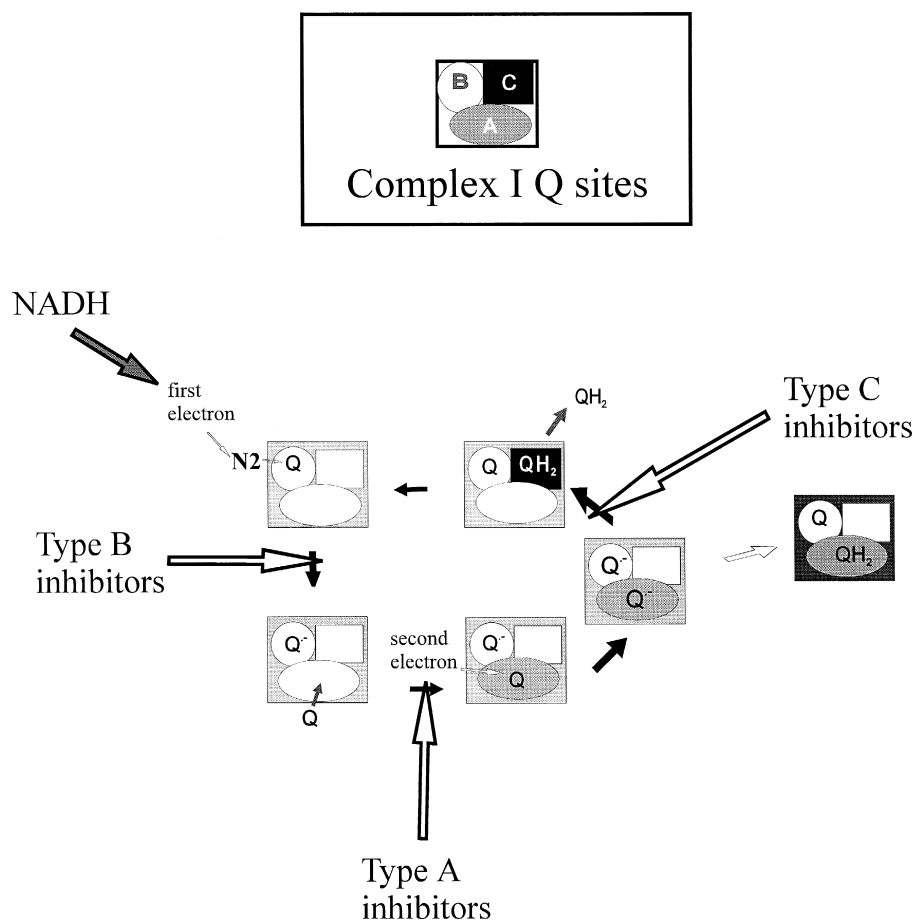 B C
A
Complex I Q sites
NADH
first
electron
N2
Q
QH₂
Q QH₂
Type C
inhibitors
Q
QH₂
Type B
inhibitors
Q·-
Q·-
Q·-
Q
second
electron
Q·-
Q
Type A
inhibitors